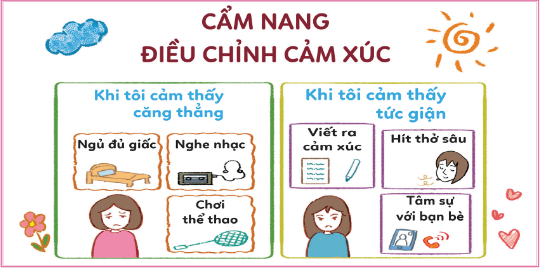 CẨM NANG
ĐIỀU CHỈNH CẢM XÚC
Khi tôi cảm thấy
căng thẳng
Ngủ đủ giấc
Nghe nhạc
Chơi
thể thao
Khi tôi cảm thấy
tức giận
Viết ra
cảm xúc
Hít thở sâu
Tâm sự
với bạn bè